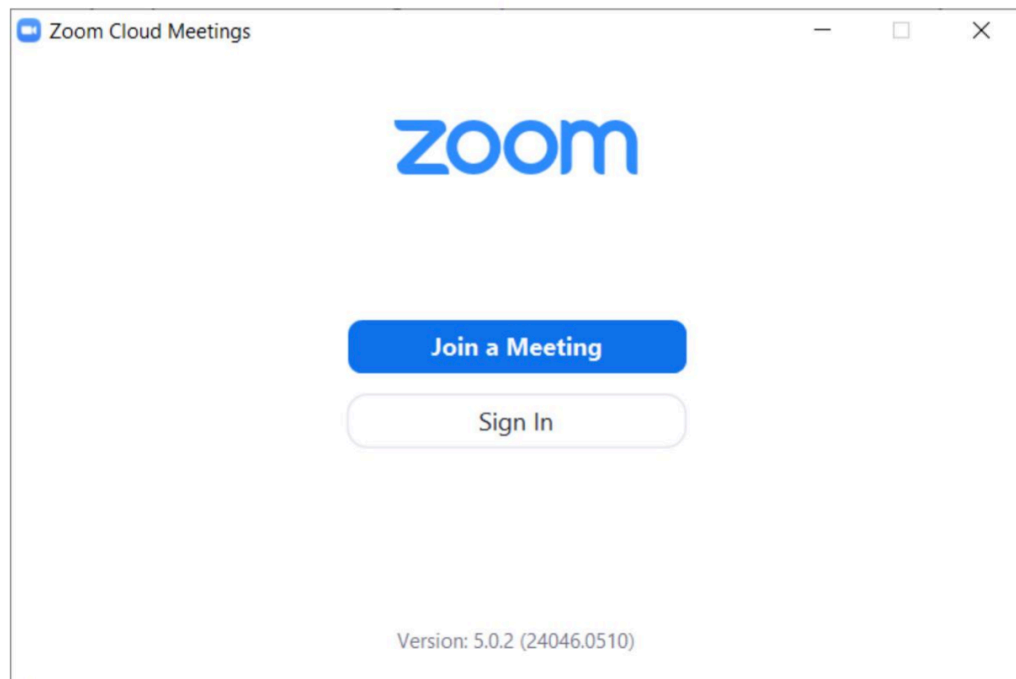 Zoom Cloud Meetings
zoom
Join a Meeting
Sign In
Version: 5.0.2 (24046.0510)